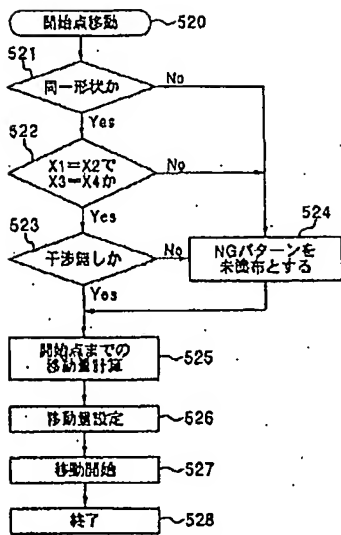 開始点移動
520
521
同一形状か
No
Yes
522
X1=X2で
X3=X4か
No
Yes
523
干渉無しか
No
Yes
524
NGパターンを
未塗布とする
開始点までの
移動量計算
525
移動量設定
526
移動開始
527
終了
528